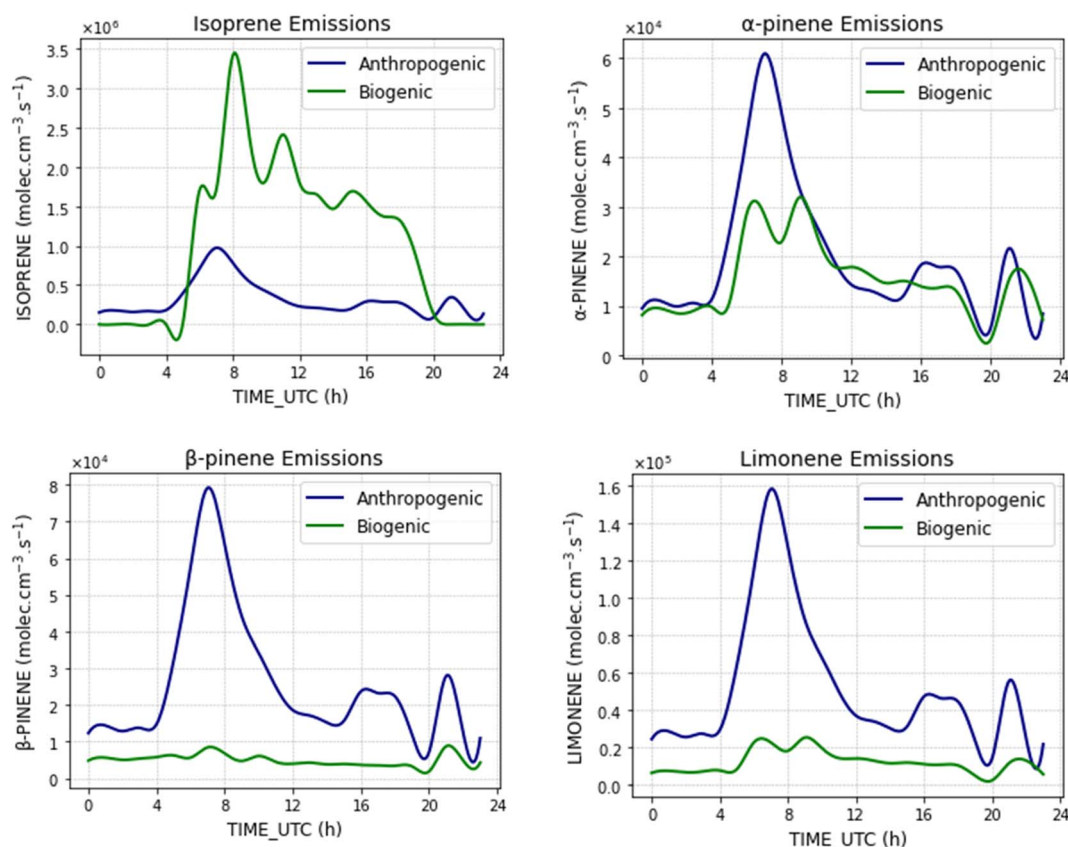 Isoprene Emissions
×10⁶
ISOPRENE (molec.cm⁻³.s⁻¹)
3.5
3.0
2.5
2.0
1.5
1.0
0.5
0.0
Anthropogenic
Biogenic
0 4 8 12 16 20 24
TIME_UTC (h)
α-pinene Emissions
×10⁴
α-PINENE (molec.cm⁻³.s⁻¹)
6
5
4
3
2
1
0
Anthropogenic
Biogenic
0 4 8 12 16 20 24
TIME_UTC (h)
β-pinene Emissions
×10⁴
β-PINENE (molec.cm⁻³.s⁻¹)
8
7
6
5
4
3
2
1
0
Anthropogenic
Biogenic
0 4 8 12 16 20 24
TIME_UTC (h)
Limonene Emissions
×10⁵
LIMONENE (molec.cm⁻³.s⁻¹)
1.6
1.4
1.2
1.0
0.8
0.6
0.4
0.2
0.0
Anthropogenic
Biogenic
0 4 8 12 16 20 24
TIME_UTC (h)